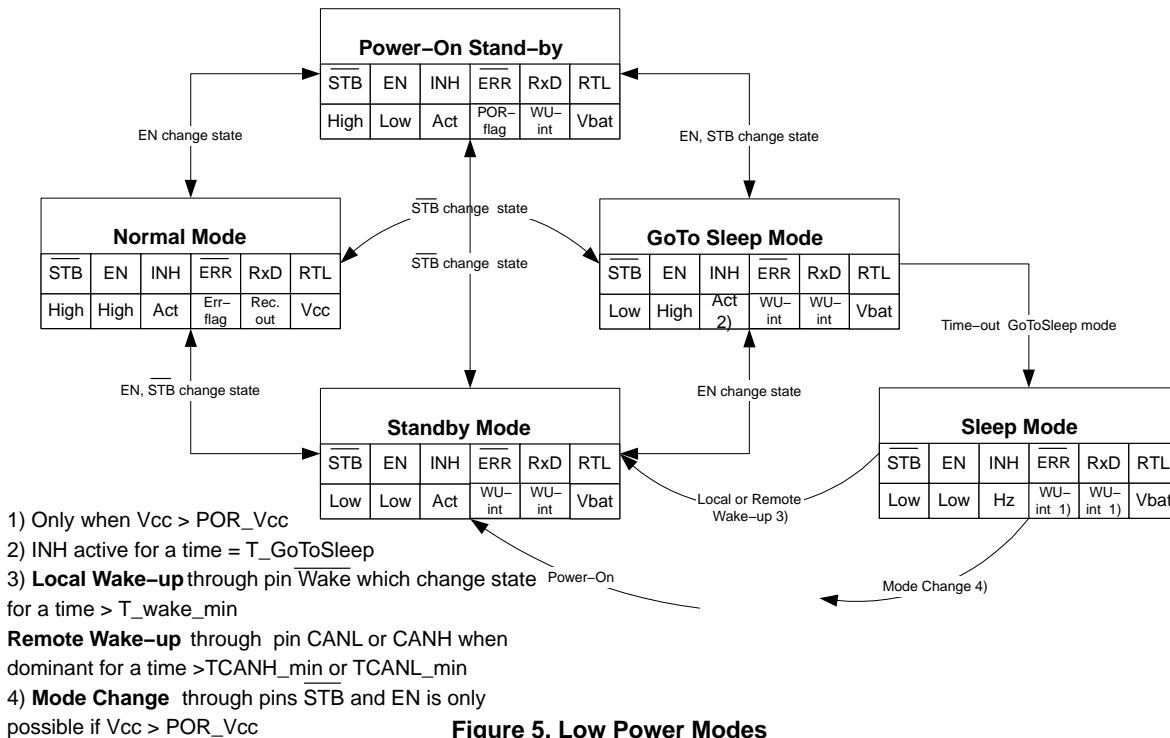 Power–On Stand–by
STB EN INH ERR RxD RTL
High Low Act POR– flag WU– int Vbat
EN change state
EN, STB change state
STB change state
STB change state
Normal Mode
STB EN INH ERR RxD RTL
High High Act Err– flag Rec. out Vcc
GoTo Sleep Mode
STB EN INH ERR RxD RTL
Low High Act 2) WU– int WU– int Vbat
Time–out GoToSleep mode
EN, STB change state
EN change state
Standby Mode
STB EN INH ERR RxD RTL
Low Low Act WU– int WU– int Vbat
Sleep Mode
STB EN INH ERR RxD RTL
Low Low Hz WU– int 1) WU– int 1) Vbat
Local or Remote
Wake–up 3)
Power–On
Mode Change 4)
1) Only when Vcc > POR_Vcc
2) INH active for a time = T_GoToSleep
3) Local Wake–up through pin Wake which change state
for a time > T_wake_min
Remote Wake–up through pin CANL or CANH when
dominant for a time >TCANH_min or TCANL_min
4) Mode Change through pins STB and EN is only
possible if Vcc > POR_Vcc
Figure 5. Low Power Modes